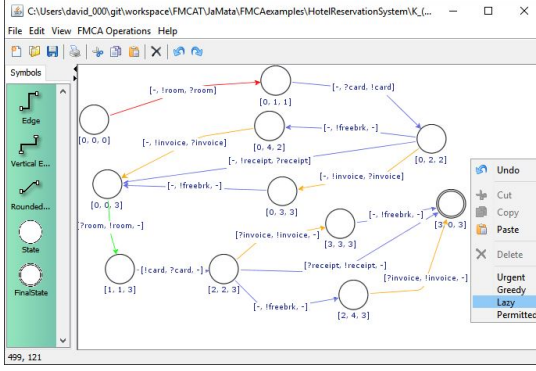 C:\Users\david_000\git\workspace\FMCAT\JaMata\FMCAexamples\HotelReservationSystem\K_(...
File Edit View FMCA Operations Help
Symbols
Edge
Vertical E...
Rounded...
State
FinalState
[-, !room, ?room]
[0, 1, 1]
[-, ?card, !card]
[0, 0, 0]
[-, !invoice, ?invoice]
[0, 4, 2]
[-, !freebrk, -]
[0, 2, 2]
[-, !receipt, ?receipt]
[-, !invoice, ?invoice]
[0, 0, 3]
[-, !freebrk, -]
[0, 3, 3]
[?room, !room, -]
[3, 3, 3]
[-, !freebrk, -]
[3, 0, 3]
[?invoice, !invoice, -]
[1, 1, 3]
[!card, ?card, -]
[2, 2, 3]
[?receipt, !receipt, -]
[?invoice, !invoice, -]
[-, !freebrk, -]
[2, 4, 3]
Undo
Cut
Copy
Paste
Delete
Urgent
Greedy
Lazy
Permitted
499, 121